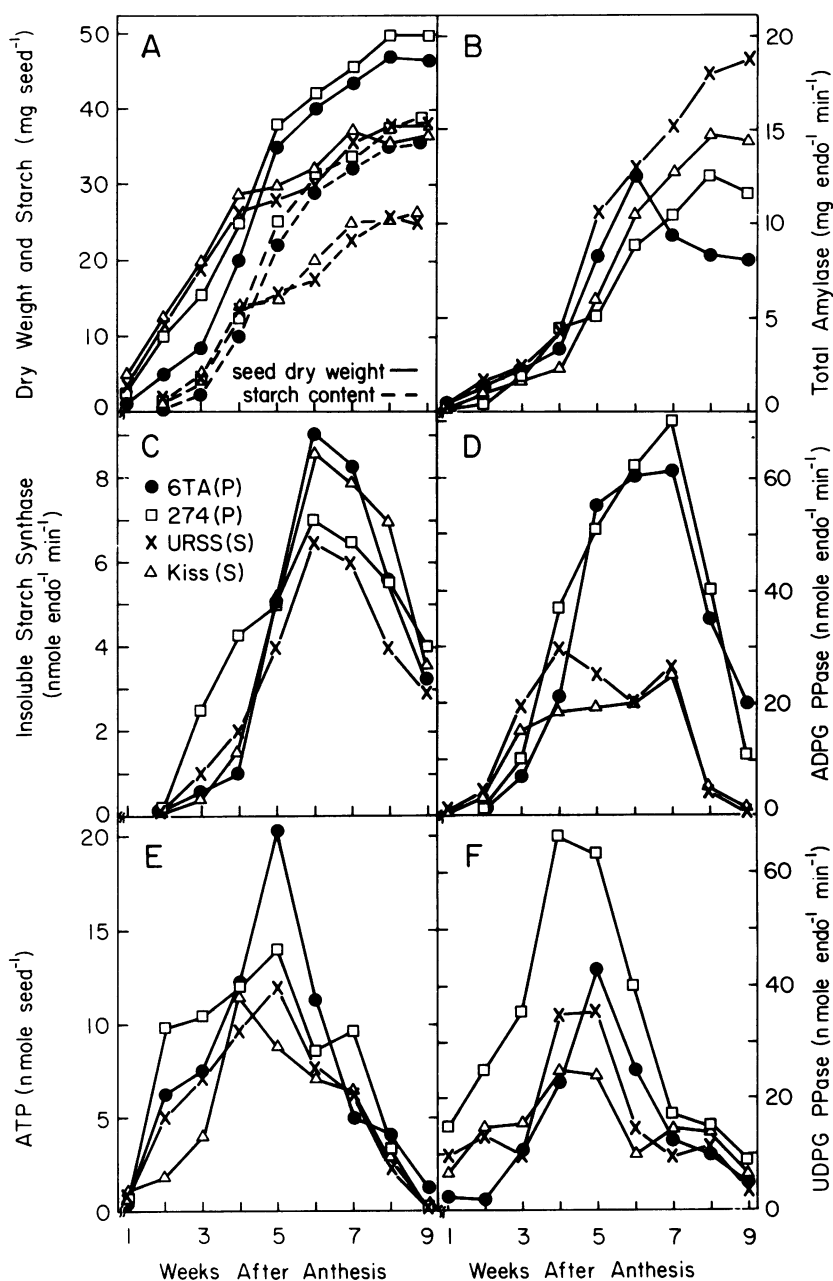 A
B
Dry Weight and Starch (mg seed⁻¹)
50
40
30
20
10
0
seed dry weight
starch content
Total Amylase (mg endo⁻¹ min⁻¹)
20
15
10
5
0
C
D
Insoluble Starch Synthase
(nmole endo⁻¹ min⁻¹)
8
6
4
2
0
6TA(P)
274(P)
URSS(S)
Kiss(S)
ADPG PPase (nmole endo⁻¹ min⁻¹)
60
40
20
0
E
F
ATP (nmole seed⁻¹)
20
15
10
5
0
UDPG PPase (nmole endo⁻¹ min⁻¹)
60
40
20
0
1 3 5 7 9 1 3 5 7 9
Weeks After Anthesis Weeks After Anthesis